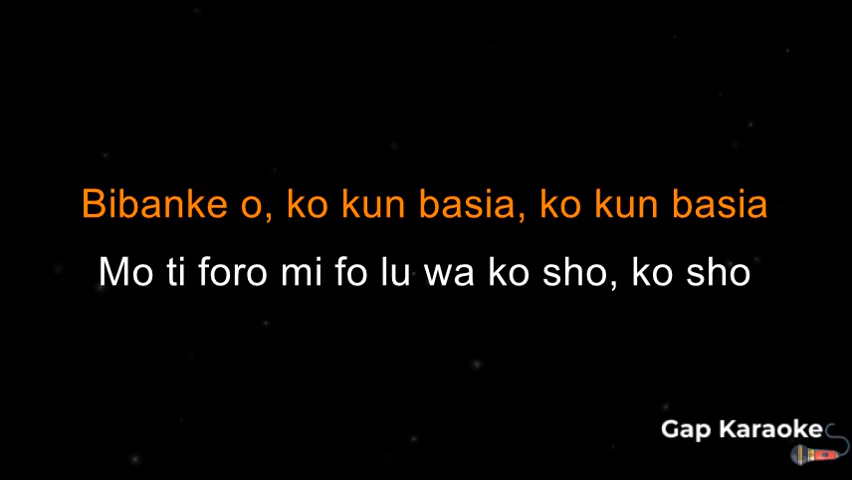 Bibanke o, ko kun basia, ko kun basia
Mo ti foro mi fo lu wa ko sho, ko sho
Gap Karaoke